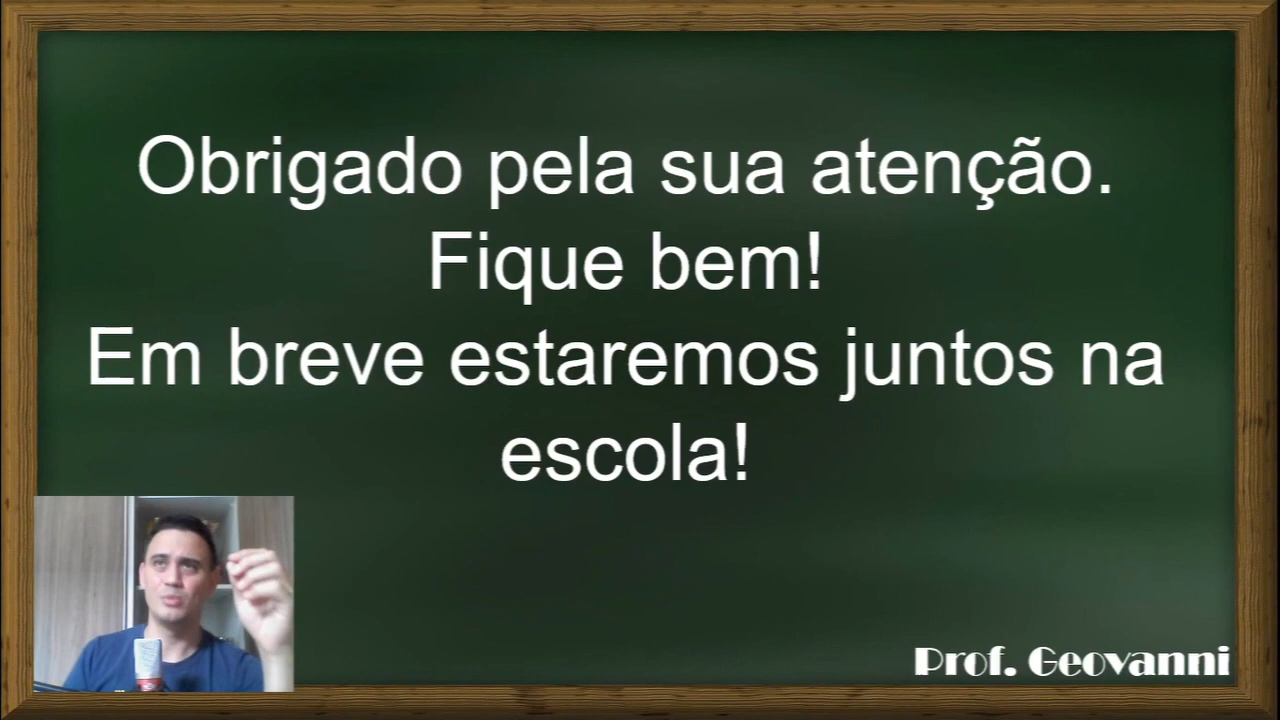 Obrigado pela sua atenção.
Fique bem!
Em breve estaremos juntos na
escola!
Prof. Geovanni